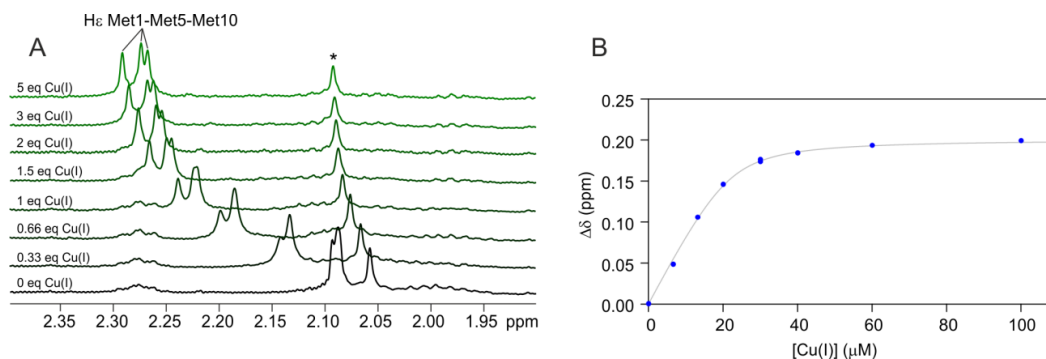 Hε Met1-Met5-Met10
A
*
5 eq Cu(I)
3 eq Cu(I)
2 eq Cu(I)
1.5 eq Cu(I)
1 eq Cu(I)
0.66 eq Cu(I)
0.33 eq Cu(I)
0 eq Cu(I)
2.35 2.30 2.25 2.20 2.15 2.10 2.05 2.00 1.95 ppm
B
0.25
0.20
0.15
0.10
0.05
0.00
Δδ (ppm)
0 20 40 60 80 100
[Cu(I)] (μM)